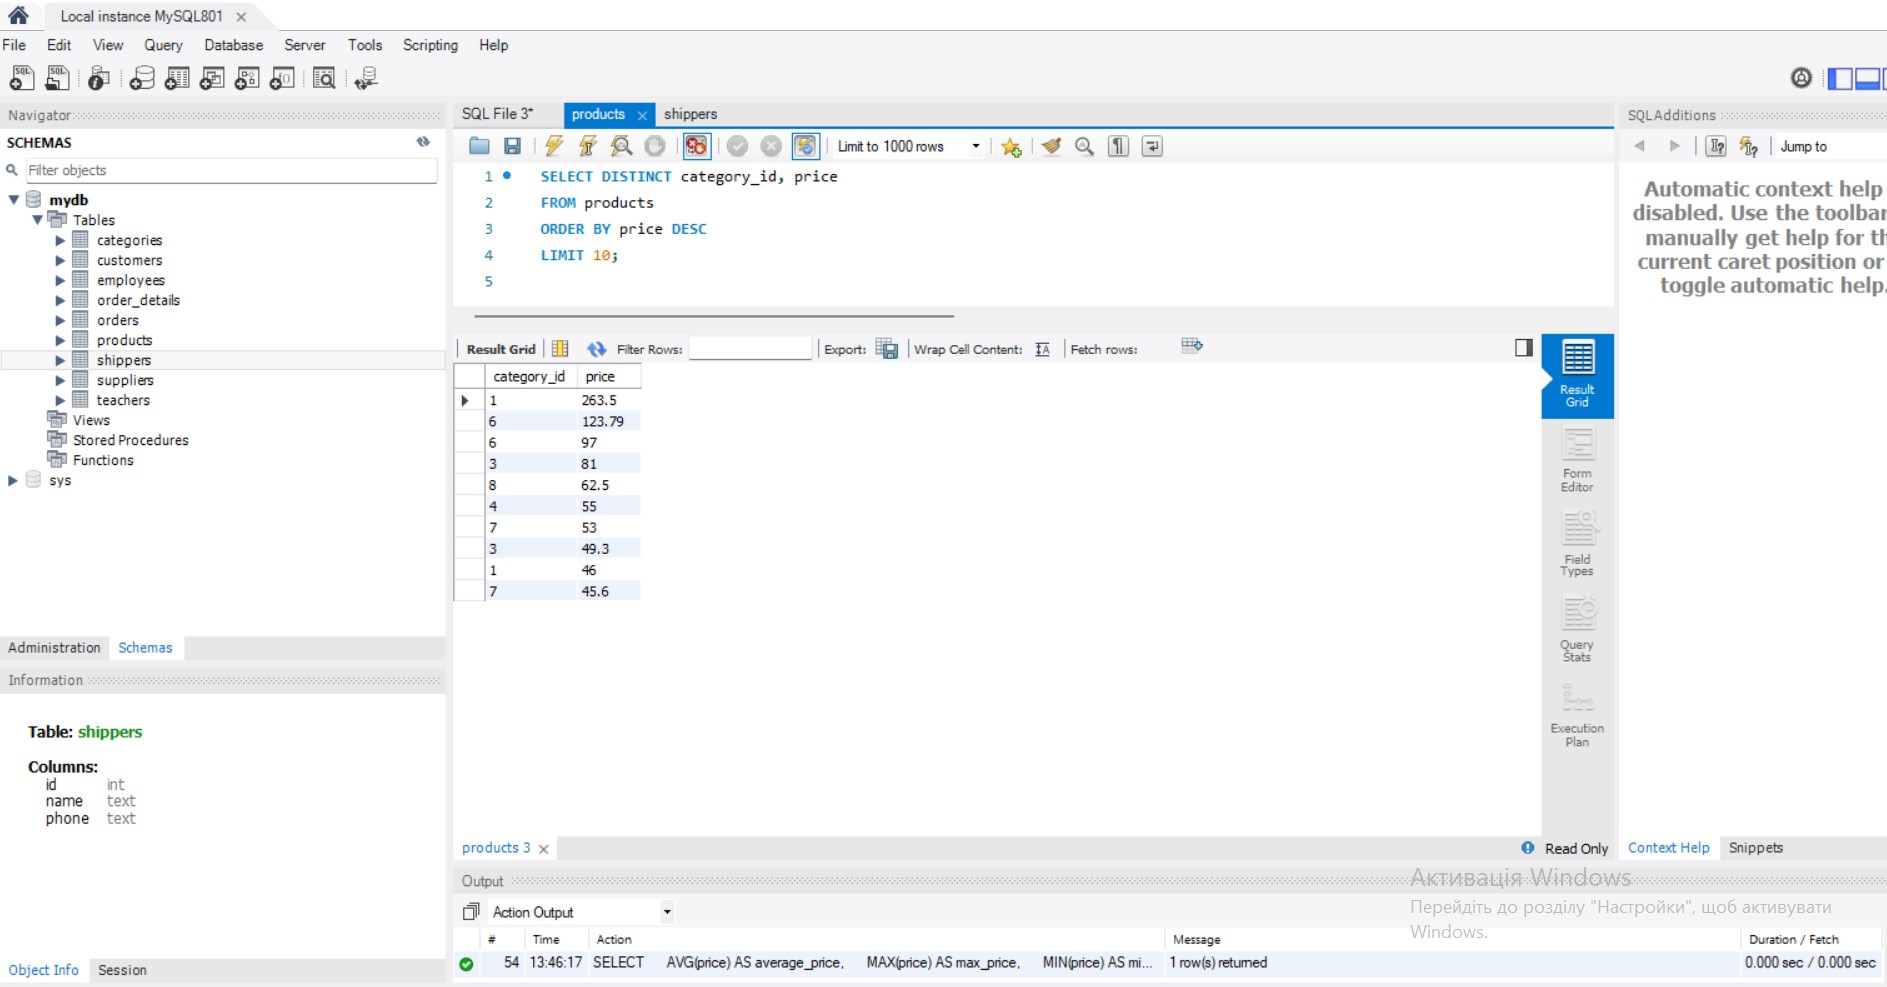 Local instance MySQL801
File Edit View Query Database Server Tools Scripting Help
Navigator
SCHEMAS
Filter objects
mydb
Tables
categories
customers
employees
order_details
orders
products
shippers
suppliers
teachers
Views
Stored Procedures
Functions
sys
Administration Schemas
Information
Table: shippers
Columns:
id int
name text
phone text
Object Info Session
SQL File 3* products shippers
Limit to 1000 rows
1 SELECT DISTINCT category_id, price
2 FROM products
3 ORDER BY price DESC
4 LIMIT 10;
5
Result Grid Filter Rows: Export: Wrap Cell Content: Fetch rows:
category_id price
1 263.5
6 123.79
6 97
3 81
8 62.5
4 55
7 53
3 49.3
1 46
7 45.6
Result
Grid
Form
Editor
Field
Types
Query
Stats
Execution
Plan
products 3
Read Only
SQLAdditions
Jump to
Automatic context help
disabled. Use the toolbar
manually get help for
current caret position or
toggle automatic help.
Context Help Snippets
Output
Action Output
# Time Action Message Duration / Fetch
54 13:46:17 SELECT AVG(price) AS average_price, MAX(price) AS max_price, MIN(price) AS mi... 1 row(s) returned 0.000 sec / 0.000 sec
Активація Windows
Перейдіть до розділу "Настройки", щоб активувати
Windows.